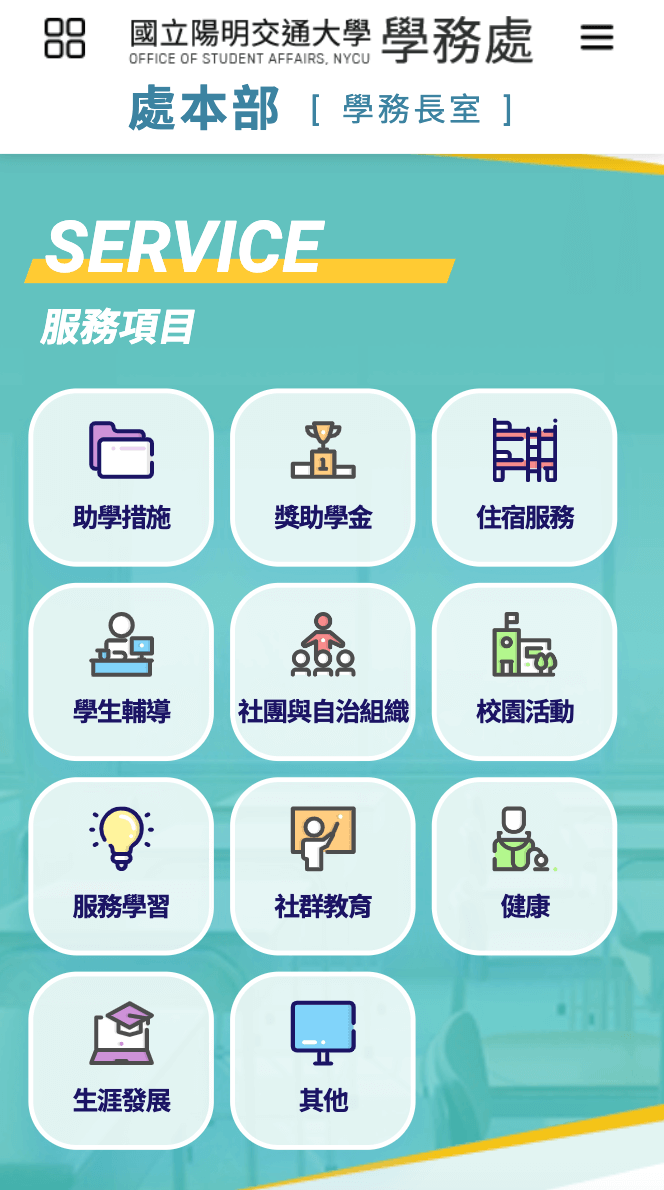 國立陽明交通大學 學務處
OFFICE OF STUDENT AFFAIRS, NYCU
處本部 [ 學務長室 ]
SERVICE
服務項目
助學措施
1
獎助學金
住宿服務
學生輔導
社團與自治組織
校園活動
服務學習
社群教育
健康
生涯發展
其他